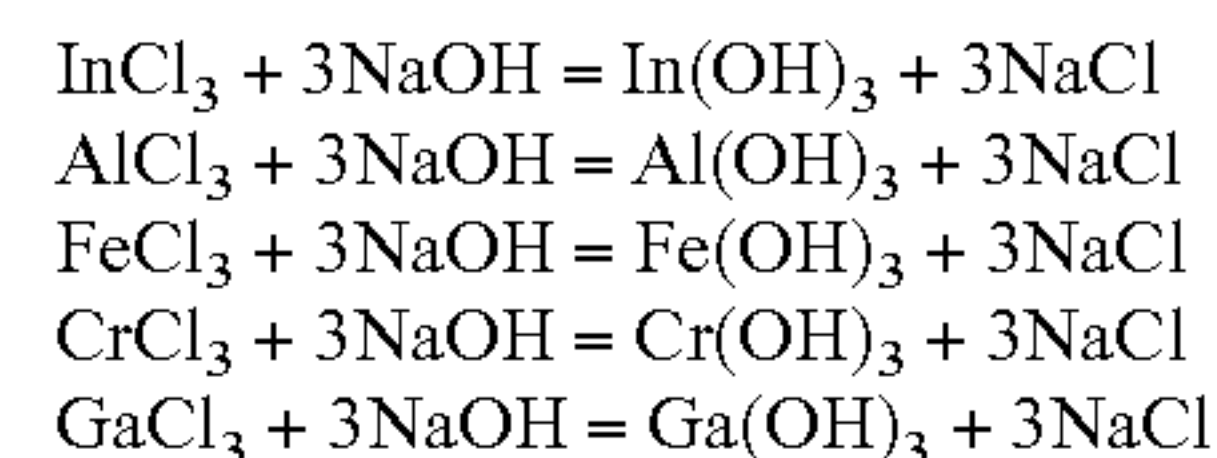 InCl₃ + 3NaOH = In(OH)₃ + 3NaCl
AlCl₃ + 3NaOH = Al(OH)₃ + 3NaCl
FeCl₃ + 3NaOH = Fe(OH)₃ + 3NaCl
CrCl₃ + 3NaOH = Cr(OH)₃ + 3NaCl
GaCl₃ + 3NaOH = Ga(OH)₃ + 3NaCl